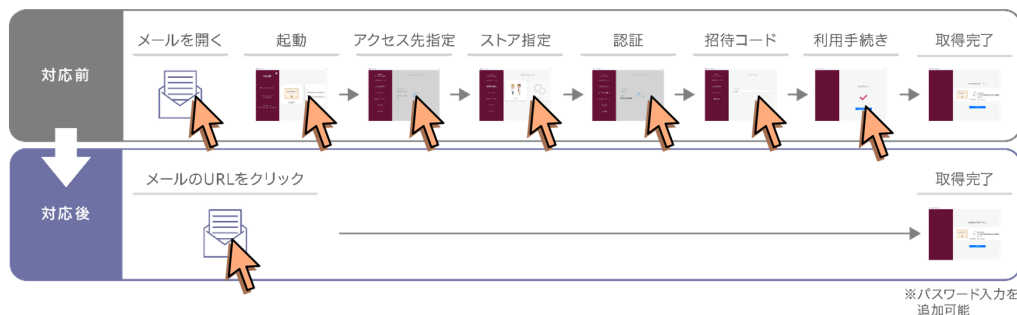 対応前
メールを開く
起動
アクセス先指定
ストア指定
認証
招待コード
利用手続き
取得完了
対応後
メールのURLをクリック
取得完了
※パスワード入力を
追加可能